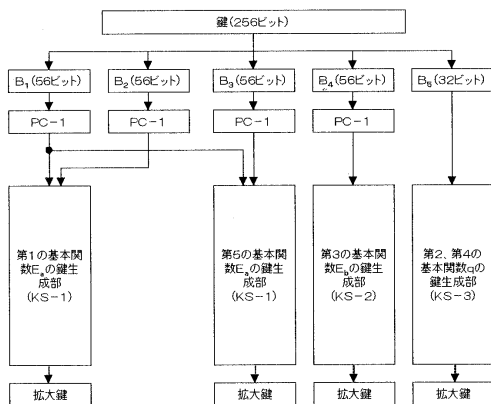 鍵(256ビット)
B₁(56ビット)
B₂(56ビット)
B₃(56ビット)
B₄(56ビット)
B₅(32ビット)
PC-1
PC-1
PC-1
PC-1
第1の基本関
数Eₐの鍵生
成部
(KS-1)
第5の基本関
数Eₐの鍵生
成部
(KS-1)
第3の基本関
数E_bの鍵生
成部
(KS-2)
第2、第4の
基本関数qの
鍵生成部
(KS-3)
拡大鍵
拡大鍵
拡大鍵
拡大鍵